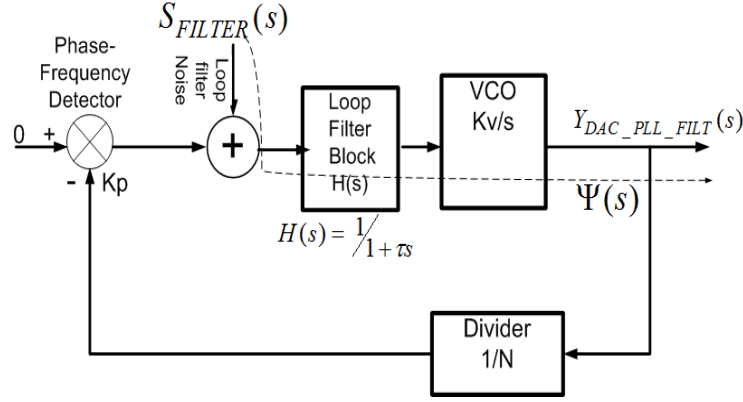 S_FILTER(s)
Phase-
Frequency
Detector
Loop
filter
Noise
0
+
-
Kp
+
Loop
Filter
Block
H(s)
H(s) = 1/1 + τs
VCO
Kv/s
Y_DAC_PLL_FILT(s)
Ψ(s)
Divider
1/N